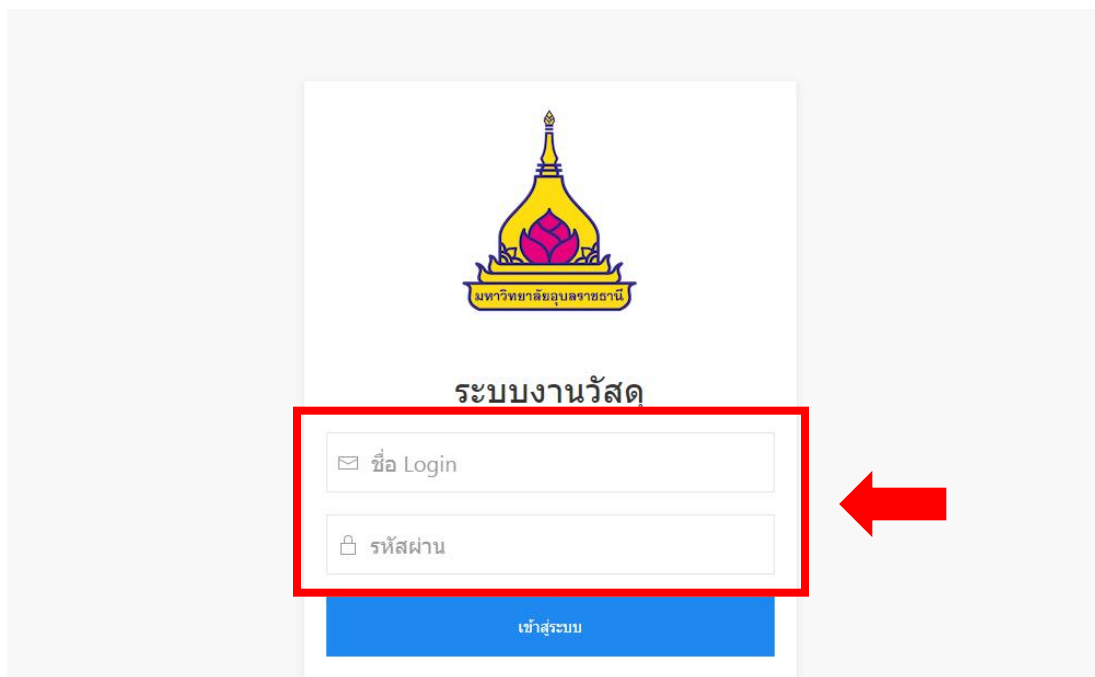 มหาวิทยาลัยอุบลราชธานี
ระบบงานวัสดุ
ชื่อ Login
รหัสผ่าน
เข้าสู่ระบบ